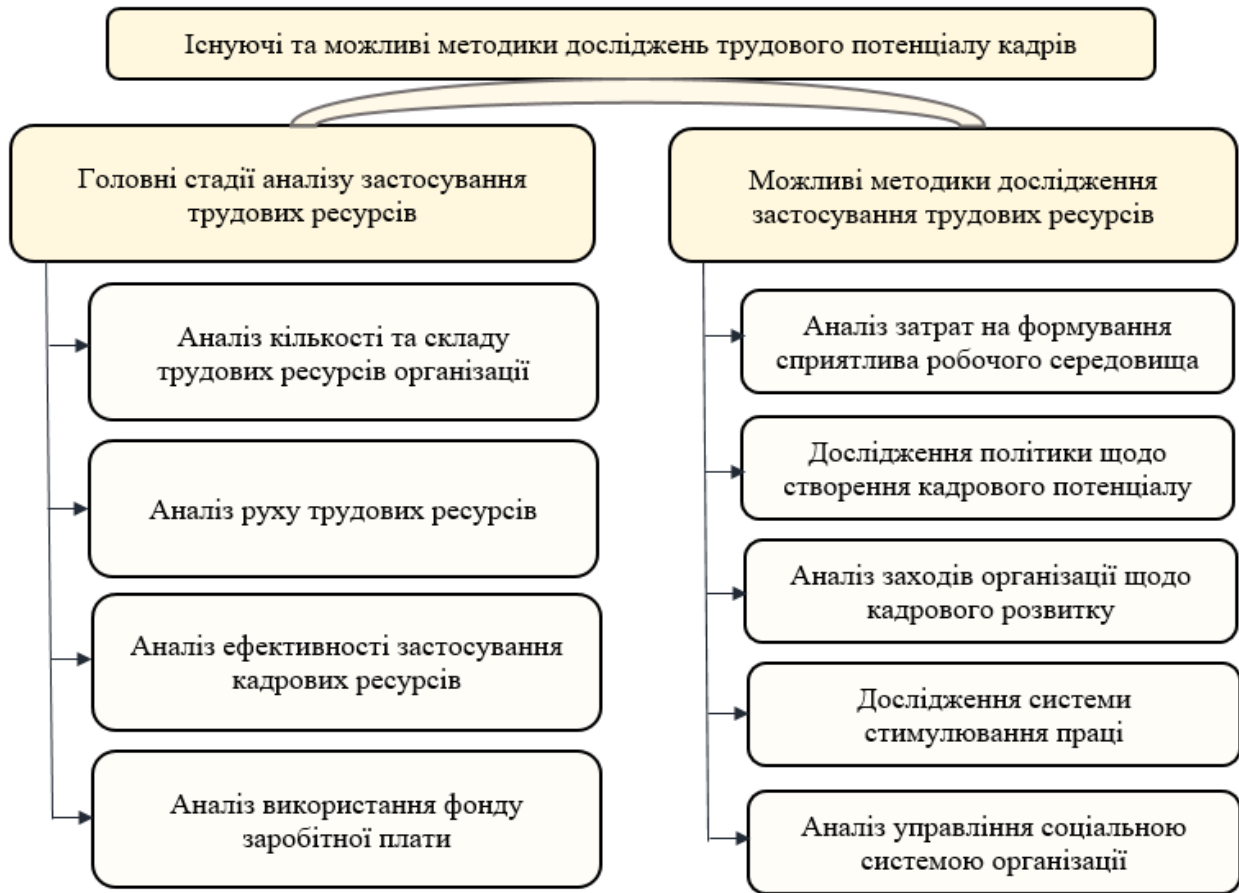 Існуючі та можливі методики досліджень трудового потенціалу кадрів
Головні стадії аналізу застосування
трудових ресурсів
Аналіз кількості та складу
трудових ресурсів організації
Аналіз руху трудових ресурсів
Аналіз ефективності застосування
кадрових ресурсів
Аналіз використання фонду
заробітної плати
Можливі методики дослідження
застосування трудових ресурсів
Аналіз затрат на формування
сприятлива робочого середовища
Дослідження політики щодо
створення кадрового потенціалу
Аналіз заходів організації щодо
кадрового розвитку
Дослідження системи
стимулювання праці
Аналіз управління соціальною
системою організації